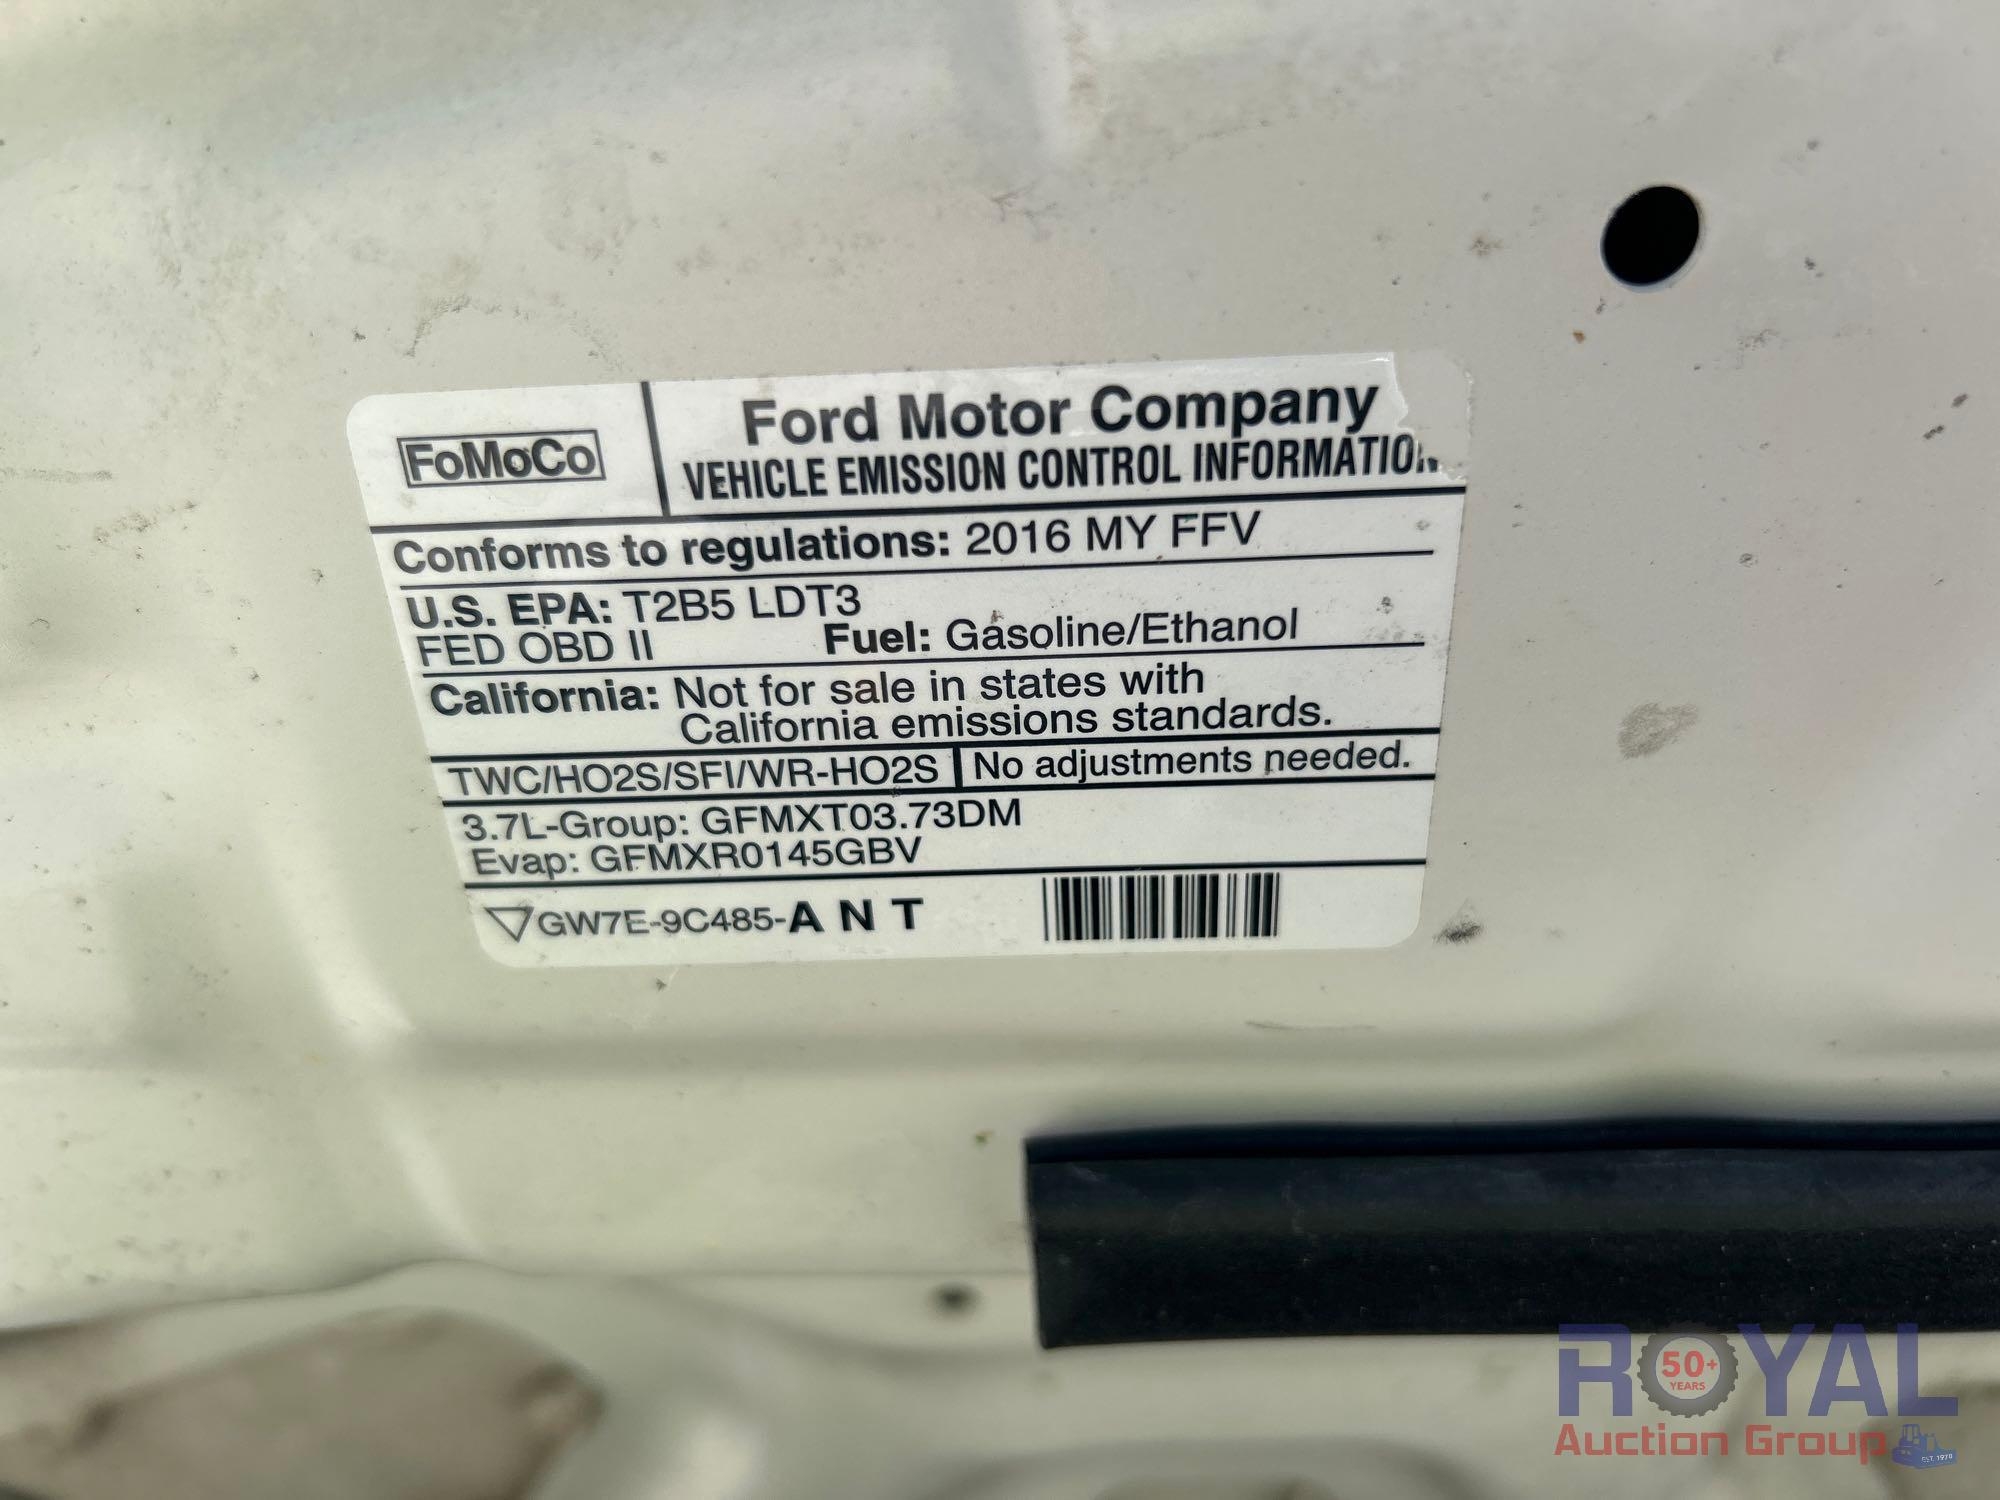 FoMoCo
Ford Motor Company
VEHICLE EMISSION CONTROL INFORMATION
Conforms to regulations: 2016 MY FFV
U.S. EPA: T2B5 LDT3
FED OBD II Fuel: Gasoline/Ethanol
California: Not for sale in states with
California emissions standards.
TWC/HO2S/SFI/WR-HO2S No adjustments needed.
3.7L-Group: GFMXT03.73DM
Evap: GFMXR0145GBV
GW7E-9C485-A N T
ROYAL
50+
YEARS
Auction Group
EST. 1970